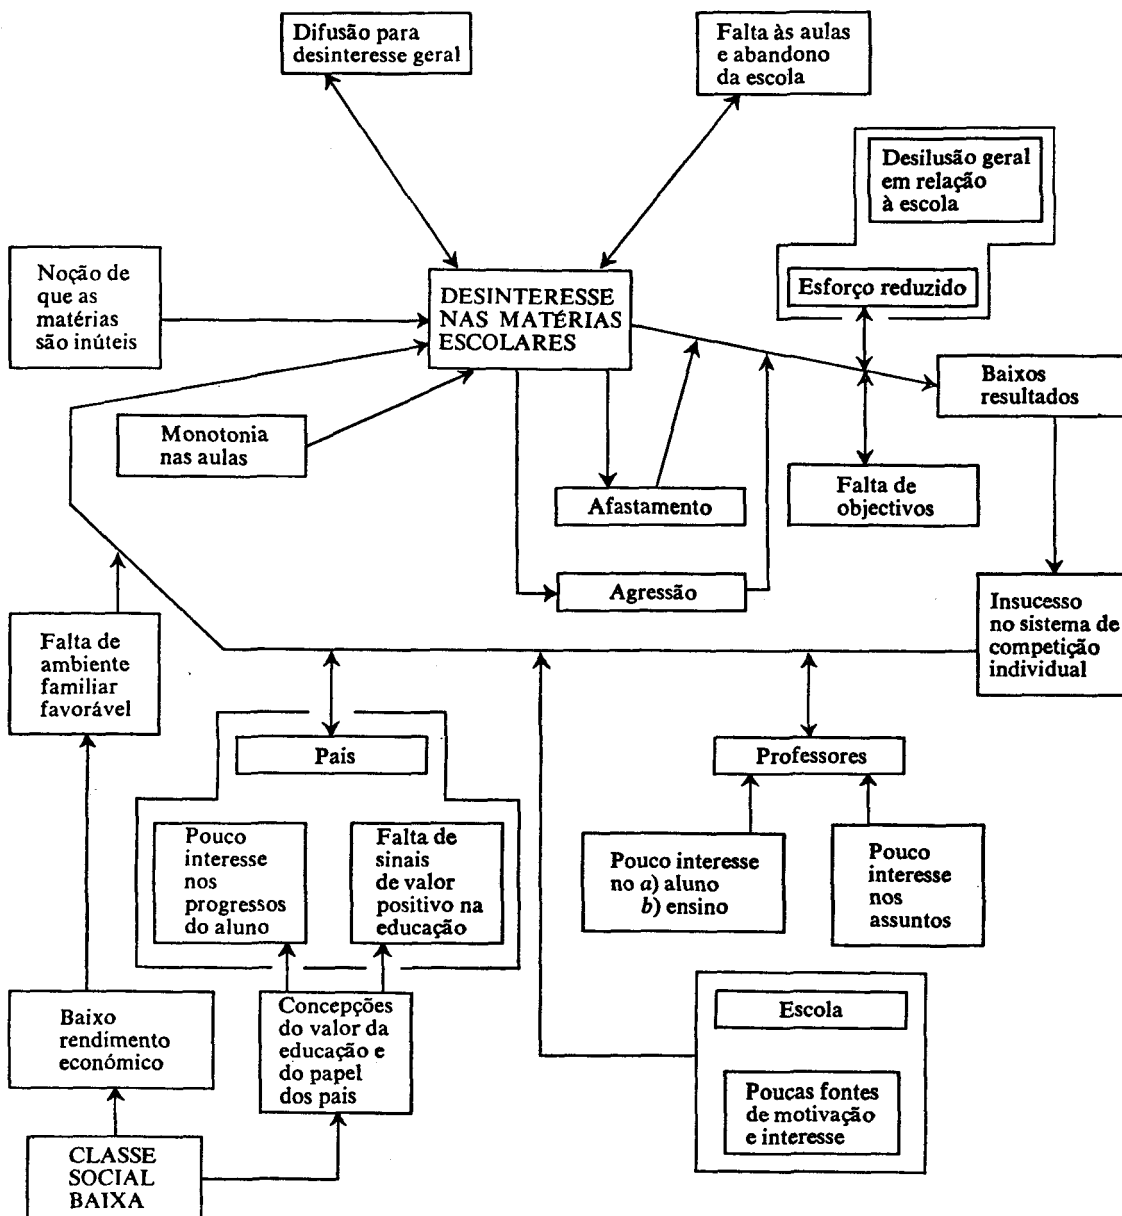 Difusão para
desinteresse geral
Falta às aulas
e abandono
da escola
Desilusão geral
em relação
à escola
Noção de
que as
matérias
são inúteis
DESINTERESSE
NAS MATÉRIAS
ESCOLARES
Esforço reduzido
Baixos
resultados
Monotonia
nas aulas
Afastamento
Falta de
objectivos
Agressão
Insucesso
no sistema de
competição
individual
Falta de
ambiente
familiar
favorável
Pais
Professores
Pouco
interesse
nos
progressos
do aluno
Falta de
sinais
de valor
positivo na
educação
Pouco interesse
no a) aluno
b) ensino
Pouco
interesse
nos
assuntos
Baixo
rendimento
económico
Concepções
do valor da
educação e
do papel
dos pais
Escola
Poucas fontes
de motivação
e interesse
CLASSE
SOCIAL
BAIXA